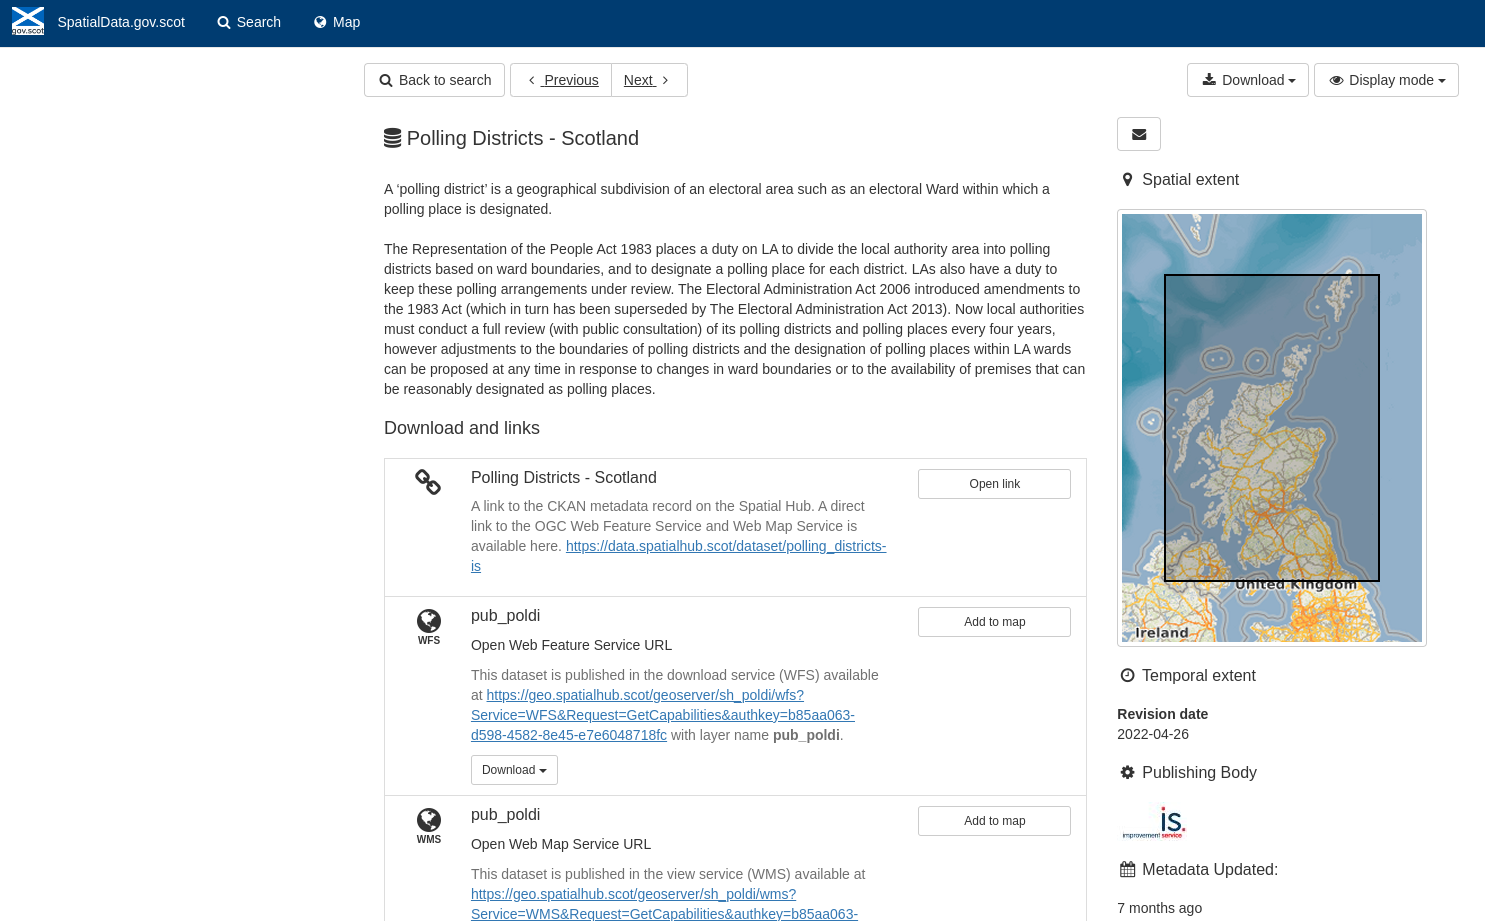 SpatialData.gov.scot Search Map
gov.scot
Back to search Previous Next Download Display mode
Polling Districts - Scotland
A ‘polling district’ is a geographical subdivision of an electoral area such as an electoral Ward within which a
polling place is designated.
The Representation of the People Act 1983 places a duty on LA to divide the local authority area into polling
districts based on ward boundaries, and to designate a polling place for each district. LAs also have a duty to
keep these polling arrangements under review. The Electoral Administration Act 2006 introduced amendments to
the 1983 Act (which in turn has been superseded by The Electoral Administration Act 2013). Now local authorities
must conduct a full review (with public consultation) of its polling districts and polling places every four years,
however adjustments to the boundaries of polling districts and the designation of polling places within LA wards
can be proposed at any time in response to changes in ward boundaries or to the availability of premises that can
be reasonably designated as polling places.
Download and links
Polling Districts - Scotland
Open link
A link to the CKAN metadata record on the Spatial Hub. A direct
link to the OGC Web Feature Service and Web Map Service is
available here. https://data.spatialhub.scot/dataset/polling_districts-
is
pub_poldi
Add to map
WFS
Open Web Feature Service URL
This dataset is published in the download service (WFS) available
at https://geo.spatialhub.scot/geoserver/sh_poldi/wfs?
Service=WFS&Request=GetCapabilities&authkey=b85aa063-
d598-4582-8e45-e7e6048718fc with layer name pub_poldi.
Download
pub_poldi
Add to map
WMS
Open Web Map Service URL
This dataset is published in the view service (WMS) available at
https://geo.spatialhub.scot/geoserver/sh_poldi/wms?
Service=WMS&Request=GetCapabilities&authkey=b85aa063-
Spatial extent
United Kingdom
Ireland
Temporal extent
Revision date
2022-04-26
Publishing Body
is.
improvement service
Metadata Updated:
7 months ago